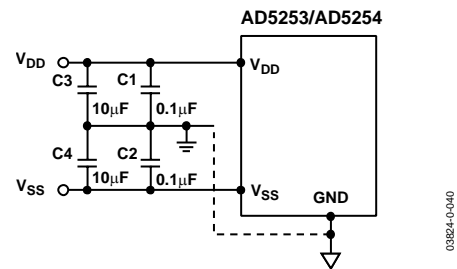 AD5253/AD5254
VDD
VDD
C3
C1
10μF
0.1μF
C4
C2
10μF
0.1μF
VSS
VSS
GND
03824-0-040